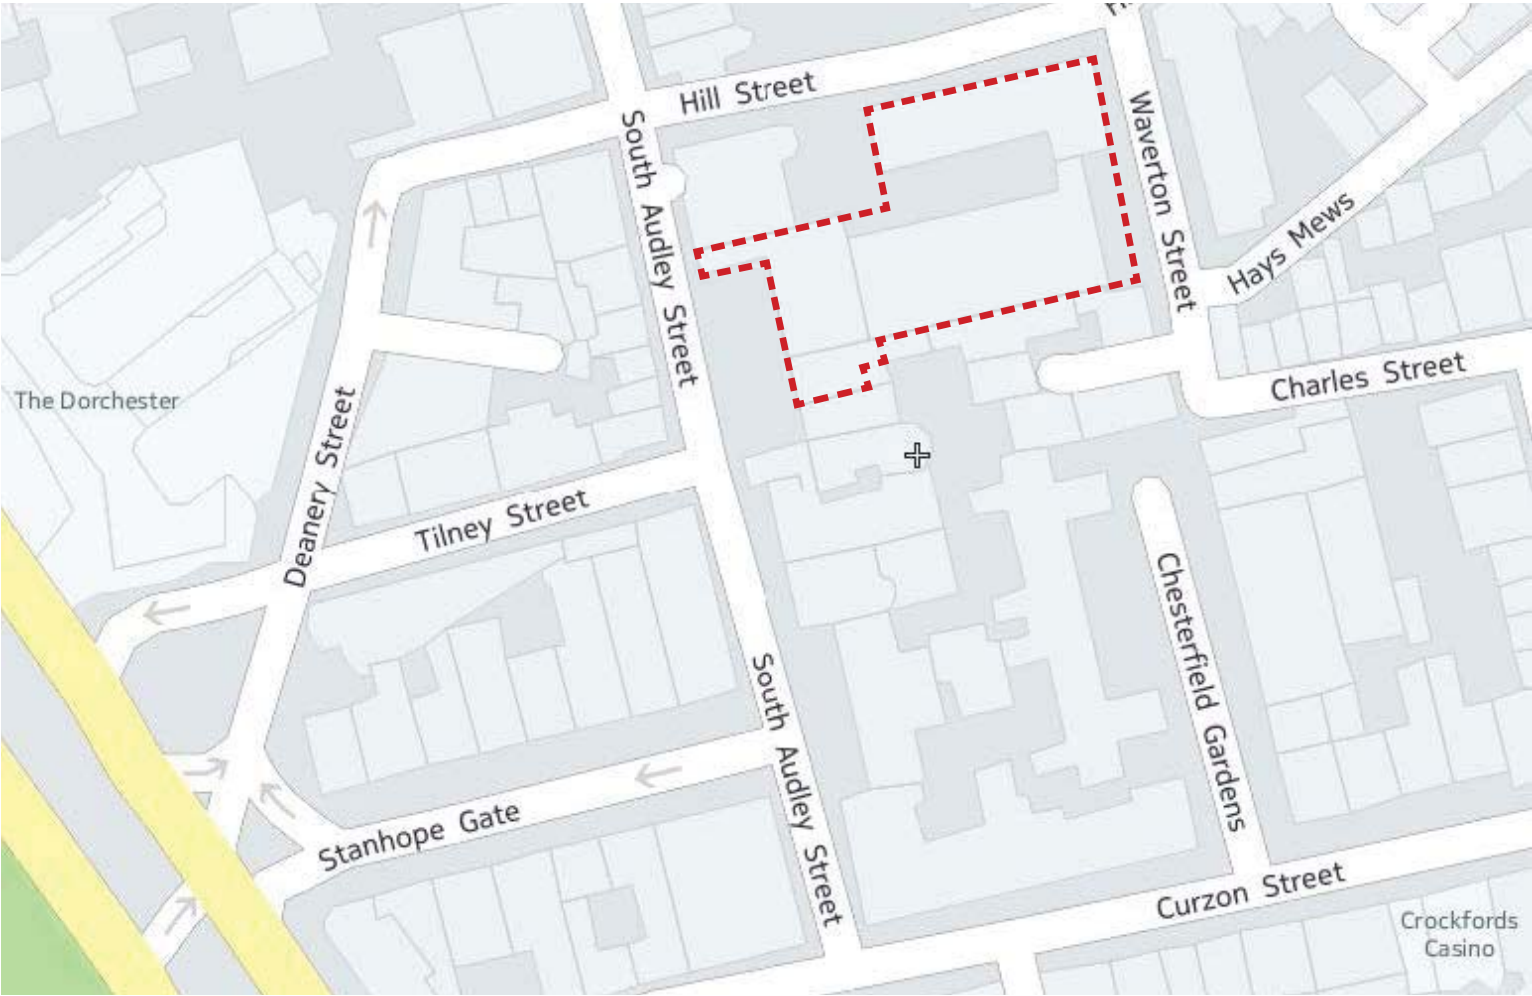 Hill Street
South Audley Street
Waverton Street
Hays Mews
The Dorchester
Charles Street
Deanery Street
Tilney Street
Chesterfield Gardens
South Audley Street
Stanhope Gate
Curzon Street
Crockfords
Casino